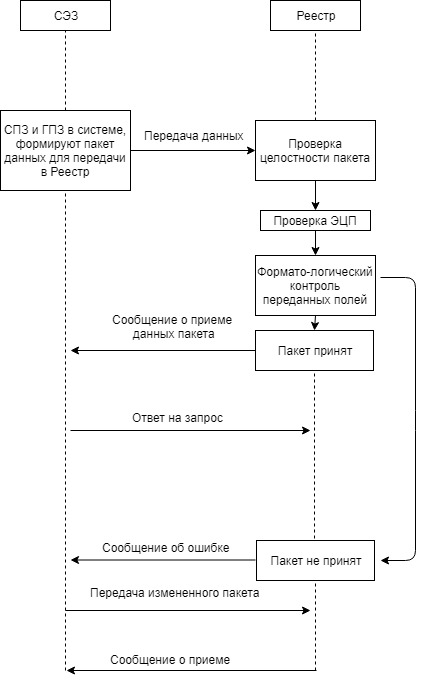 СЭЗ
Реестр
СПЗ и ГПЗ в системе,
формируют пакет
данных для передачи
в Реестр
Передача данных
Проверка
целостности пакета
Проверка ЭЦП
Формато-логический
контроль
переданных полей
Сообщение о приеме
данных пакета
Пакет принят
Ответ на запрос
Сообщение об ошибке
Пакет не принят
Передача измененного пакета
Сообщение о приеме